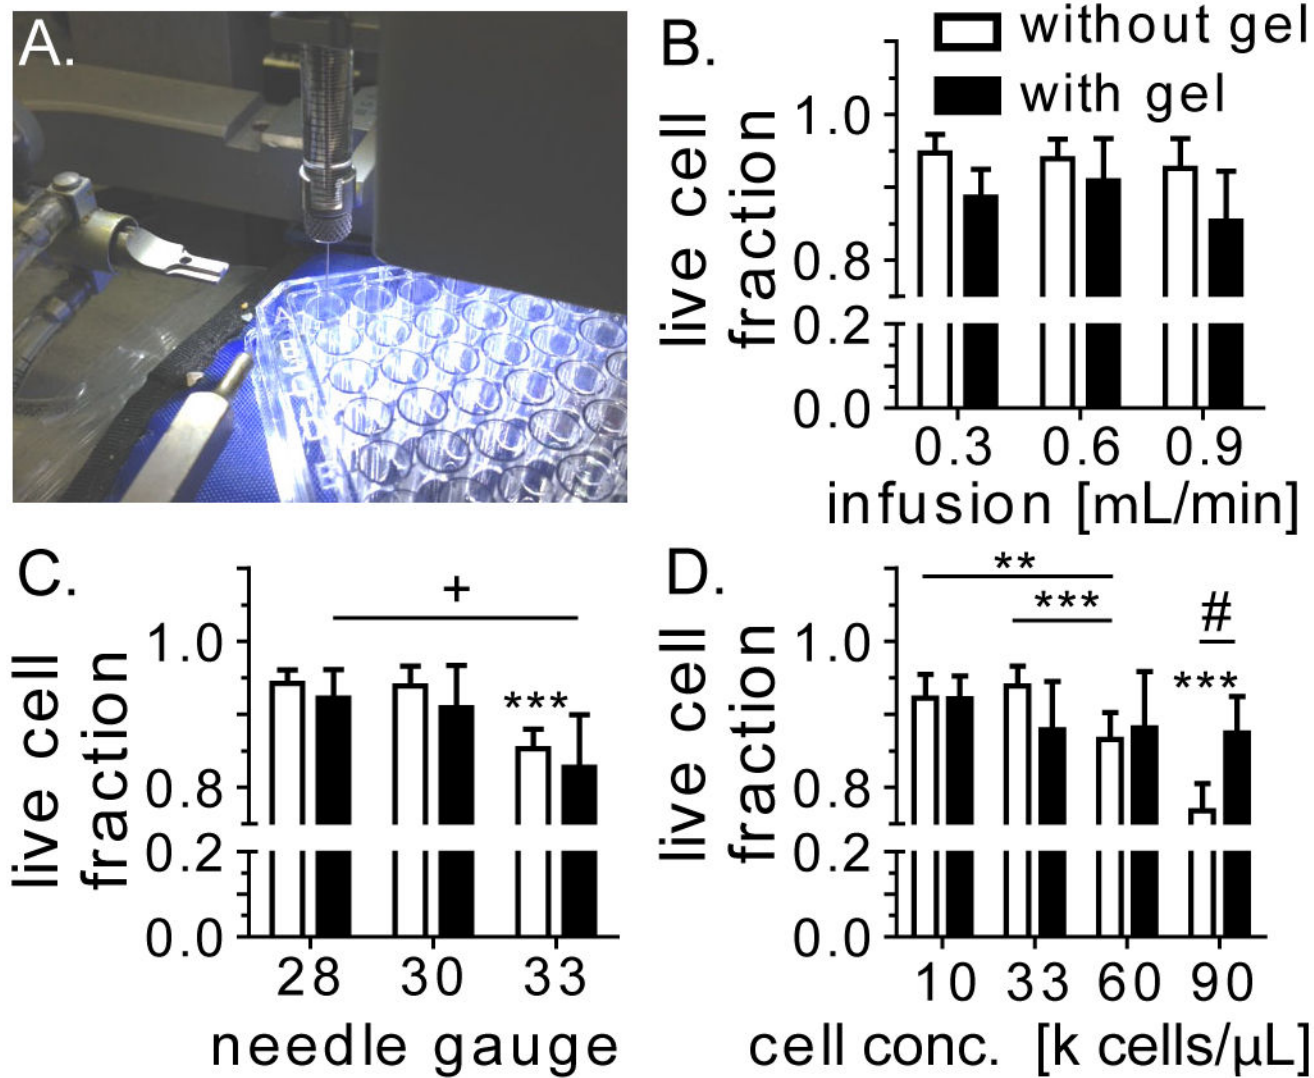 A.
B.
without gel
with gel
live cell
fraction
1.0
0.8
0.2
0.0
0.3 0.6 0.9
infusion [mL/min]
C.
live cell
fraction
+
1.0
***
0.8
0.2
0.0
28 30 33
needle gauge
D.
live cell
fraction
**
***
#
1.0
***
0.8
0.2
0.0
10 33 60 90
cell conc. [k cells/µL]